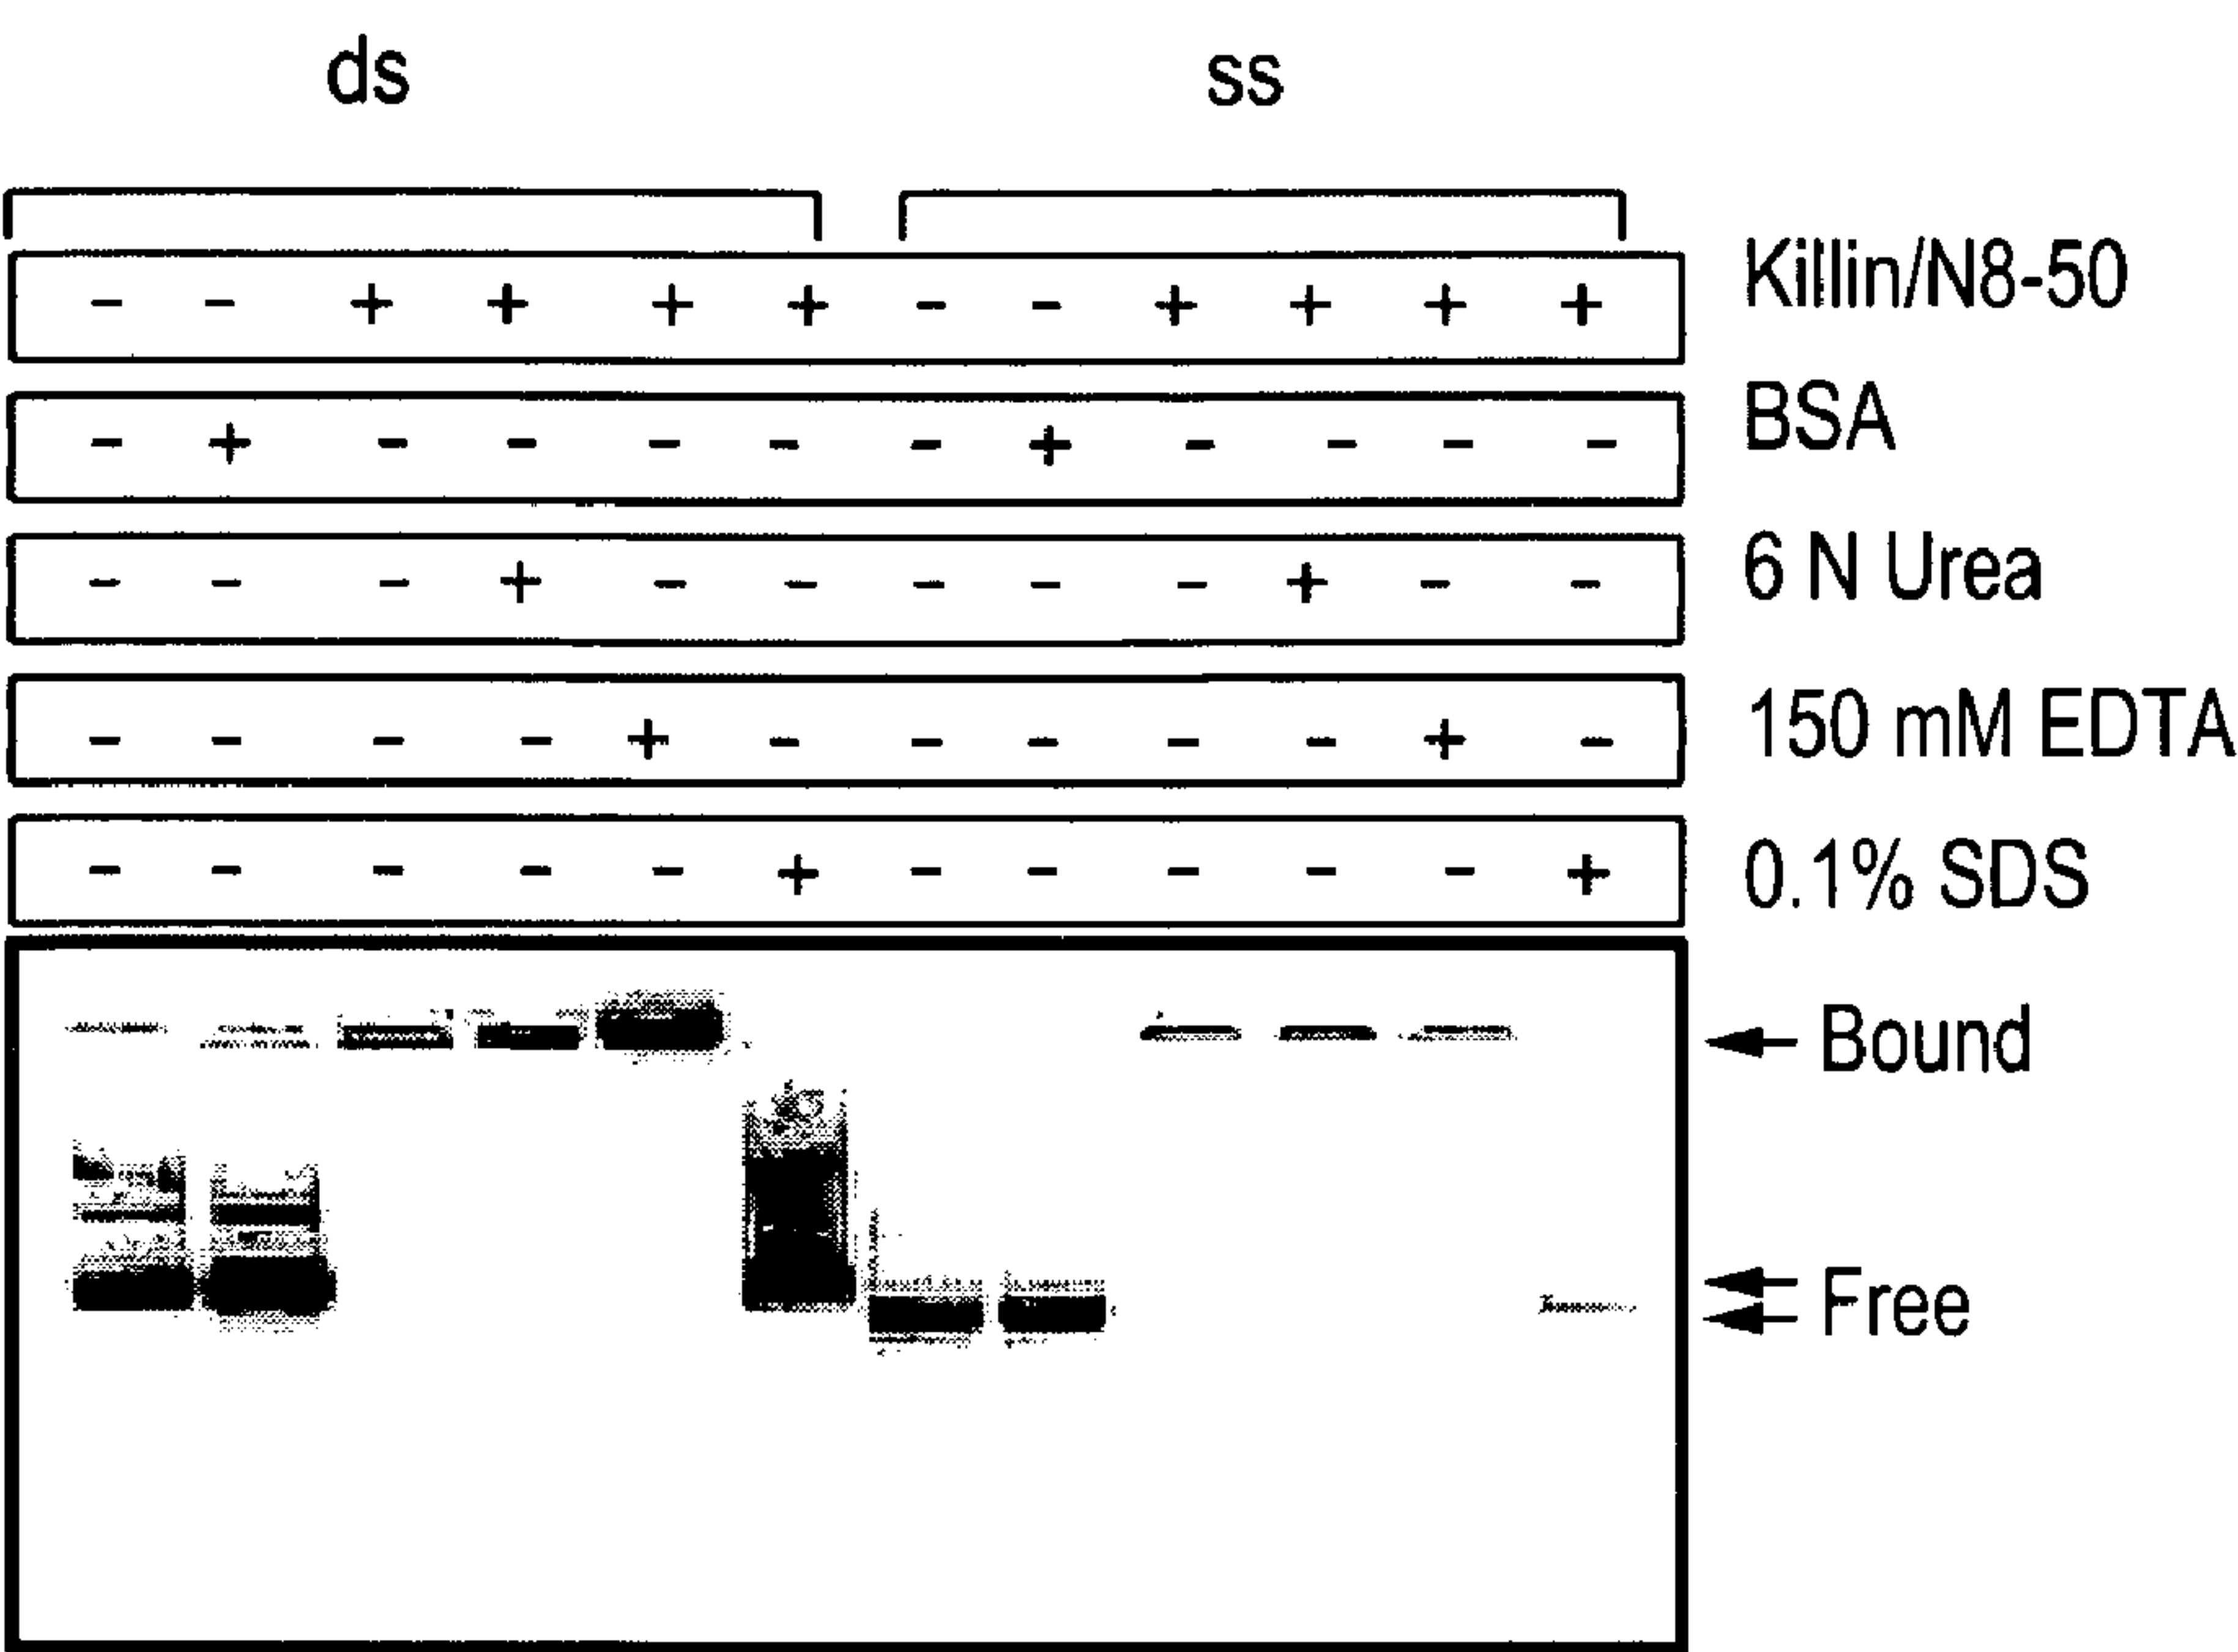 ds ss
- - + + + + - - + + + + Killin/N8-50
- + - - - - - + - - - - BSA
- - - + - - - - - + - - 6 N Urea
- - - - + - - - - - + - 150 mM EDTA
- - - - - + - - - - - + 0.1% SDS
Bound
Free